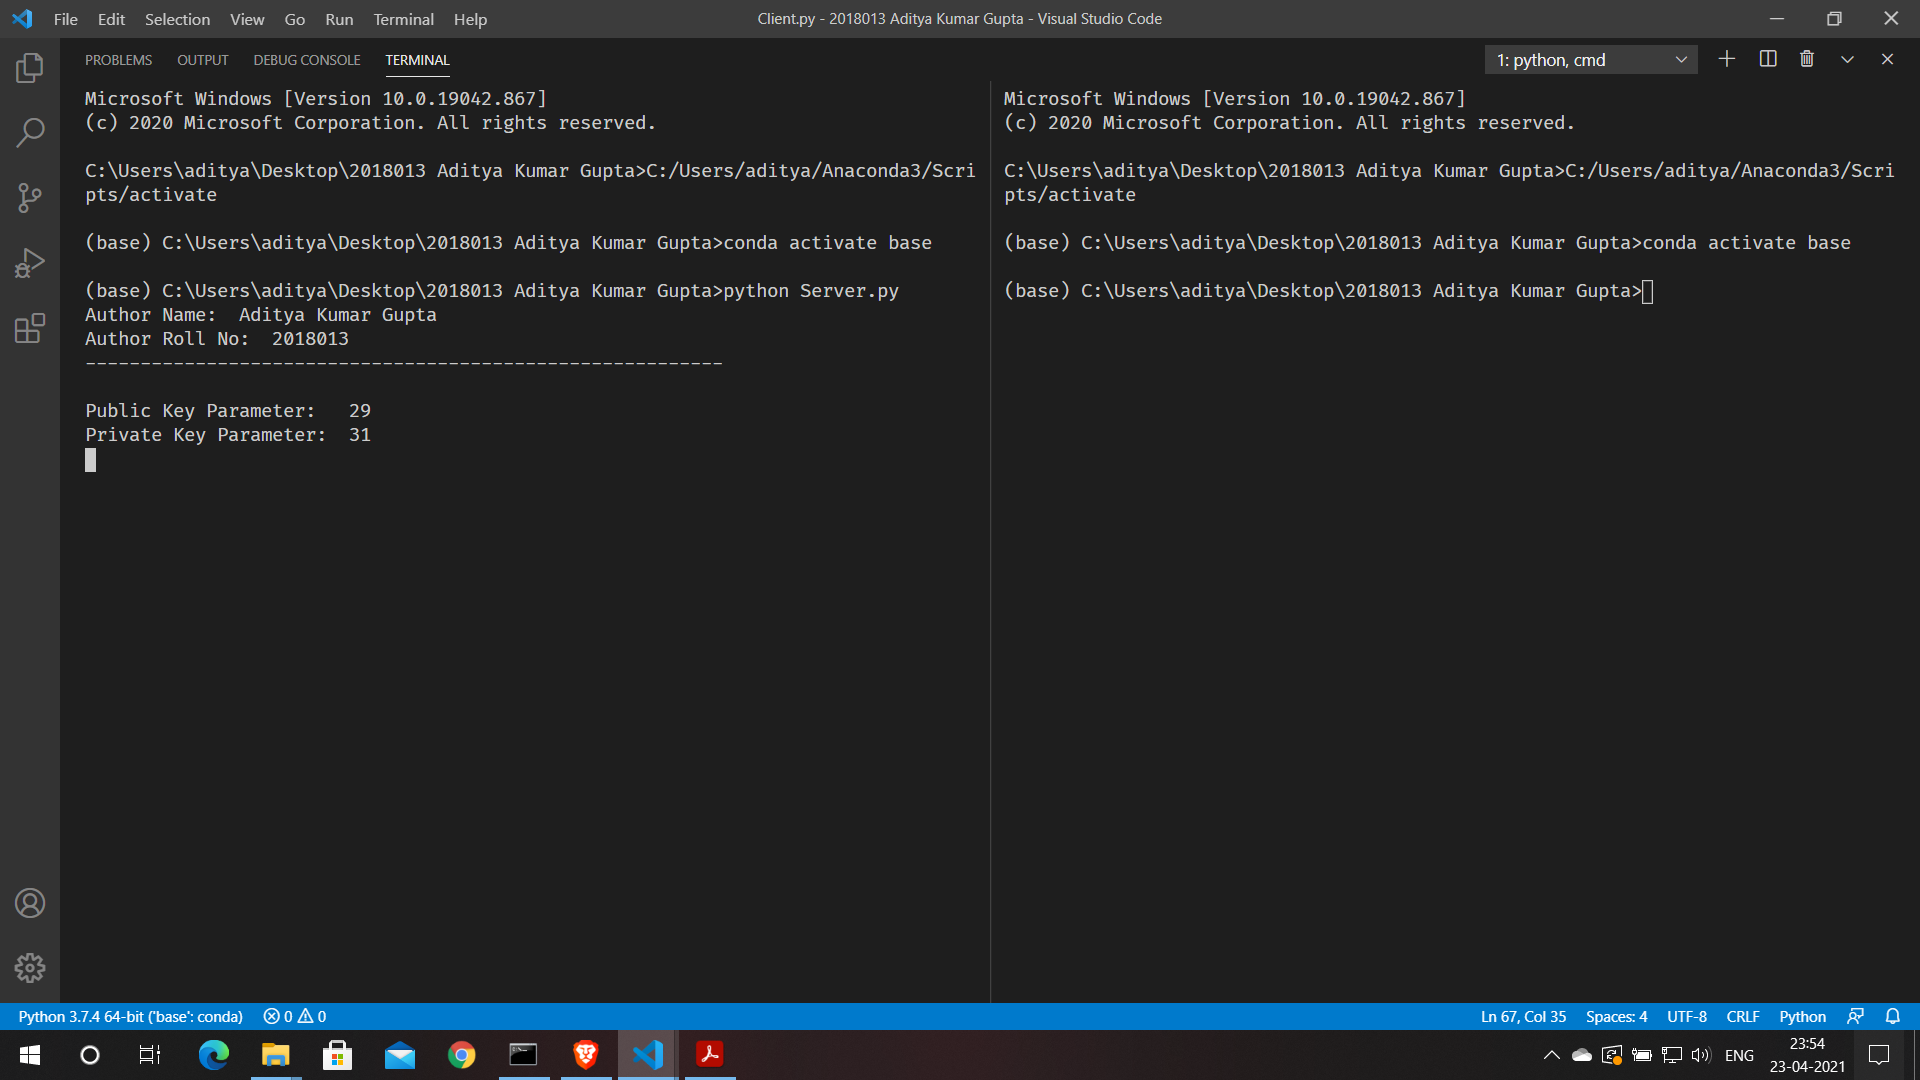 File Edit Selection View Go Run Terminal Help
Client.py - 2018013 Aditya Kumar Gupta - Visual Studio Code
PROBLEMS OUTPUT DEBUG CONSOLE TERMINAL
1: python, cmd
Microsoft Windows [Version 10.0.19042.867]
(c) 2020 Microsoft Corporation. All rights reserved.
C:\Users\aditya\Desktop\2018013 Aditya Kumar Gupta>C:/Users/aditya/Anaconda3/Scri
pts/activate
(base) C:\Users\aditya\Desktop\2018013 Aditya Kumar Gupta>conda activate base
(base) C:\Users\aditya\Desktop\2018013 Aditya Kumar Gupta>python Server.py
Author Name:  Aditya Kumar Gupta
Author Roll No:  2018013
----------------------------------------------------------
Public Key Parameter:   29
Private Key Parameter:  31
Microsoft Windows [Version 10.0.19042.867]
(c) 2020 Microsoft Corporation. All rights reserved.
C:\Users\aditya\Desktop\2018013 Aditya Kumar Gupta>C:/Users/aditya/Anaconda3/Scri
pts/activate
(base) C:\Users\aditya\Desktop\2018013 Aditya Kumar Gupta>conda activate base
(base) C:\Users\aditya\Desktop\2018013 Aditya Kumar Gupta>
Python 3.7.4 64-bit ('base': conda) 0 0
Ln 67, Col 35 Spaces: 4 UTF-8 CRLF Python
ENG
23:54
23-04-2021